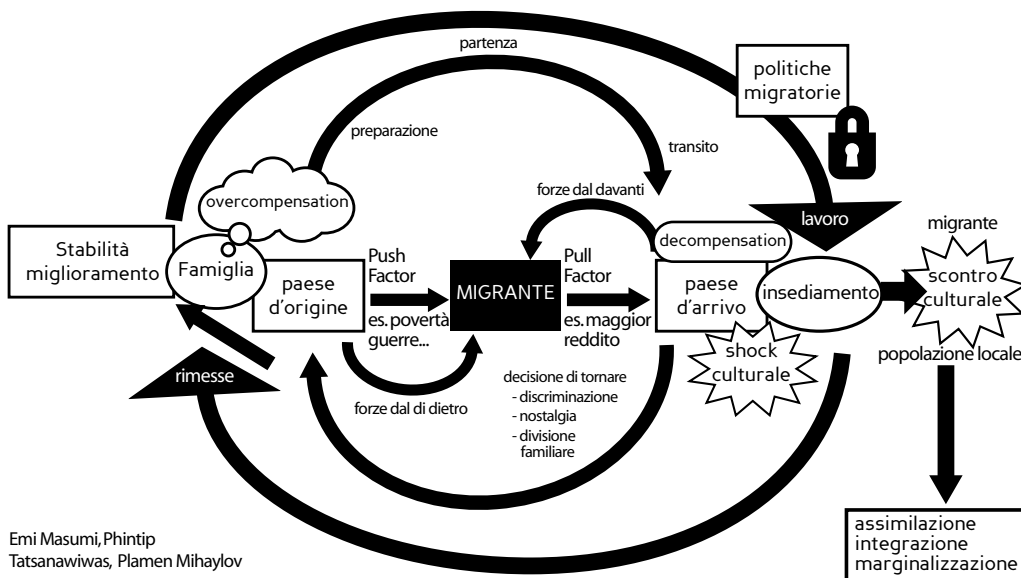 partenza
politiche
migratorie
preparazione
transito
forze dal davanti
overcompensation
lavoro
migrante
Stabilità
miglioramento
Famiglia
paese
d'origine
Push
Factor
es. povertà
guerre...
MIGRANTE
Pull
Factor
es. maggior
reddito
decompensation
paese
d'arrivo
insediamento
scontro
culturale
popolazione locale
shock
culturale
rimesse
forze dal di dietro
decisione di tornare
- discriminazione
- nostalgia
- divisione
familiare
assimilazione
integrazione
marginalizzazione
Emi Masumi, Phintip
Tatsanawiwas, Plamen Mihaylov